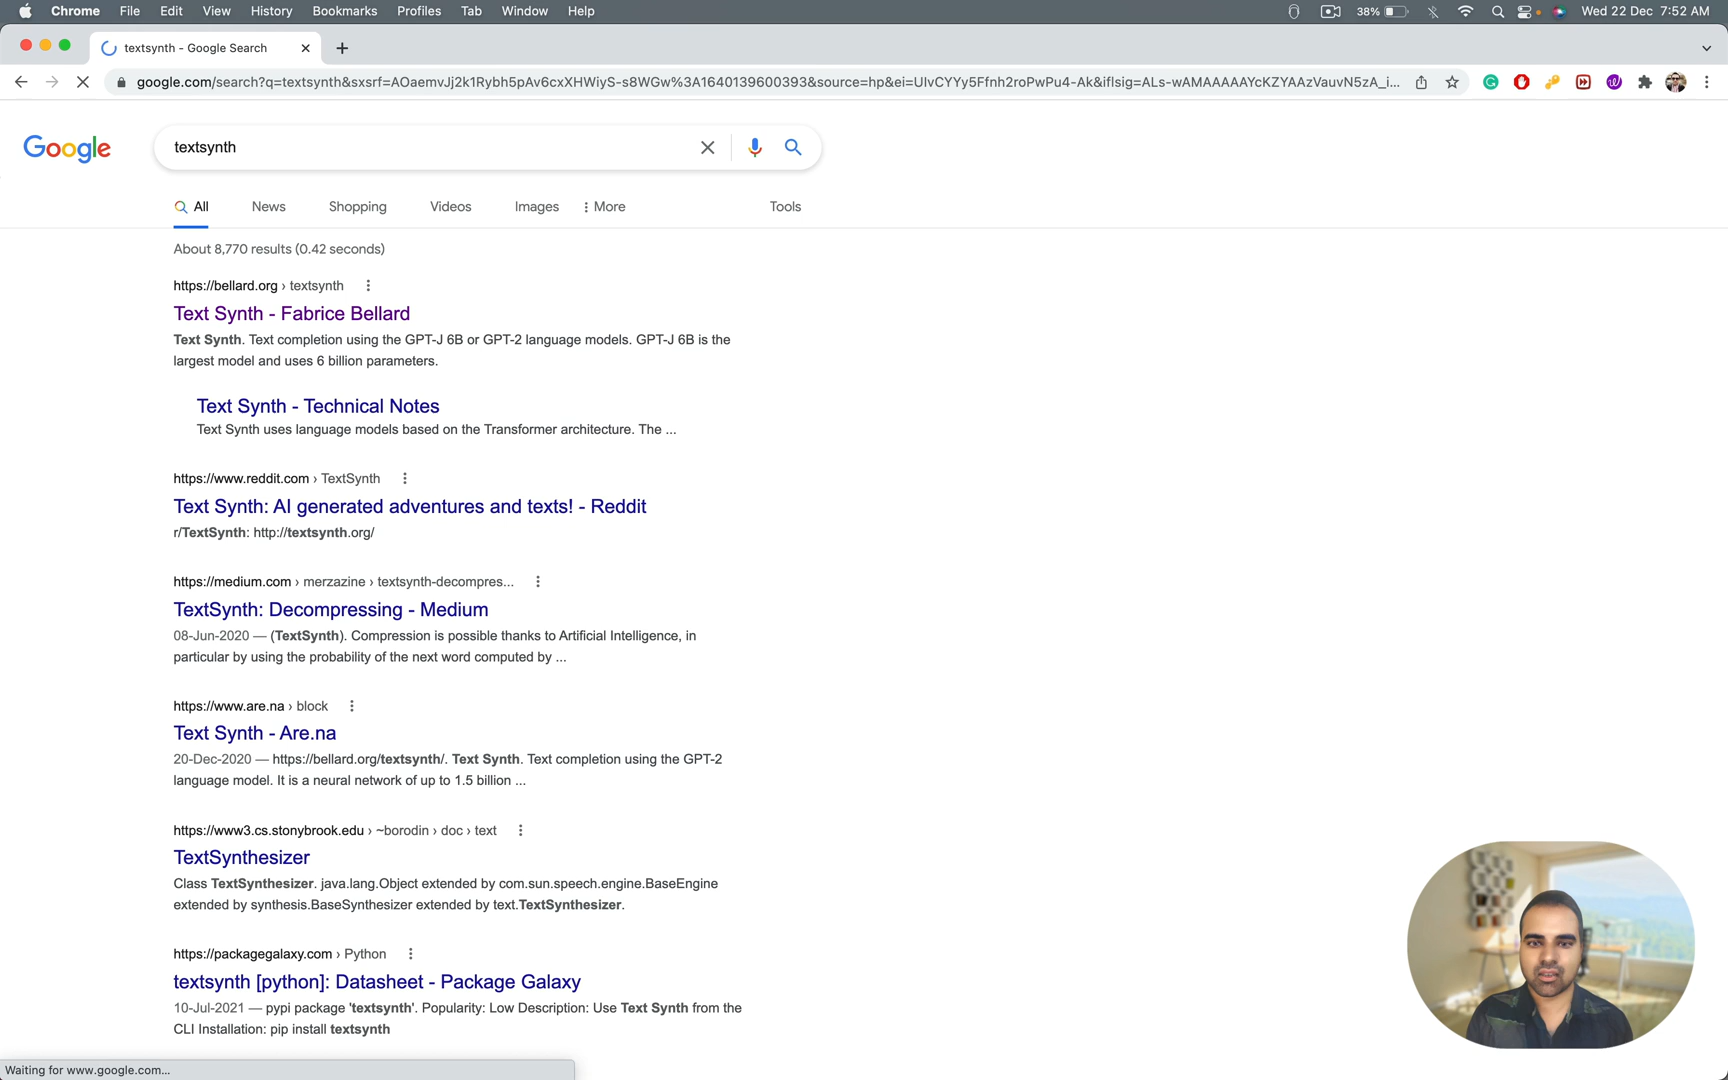 Chrome File Edit View History Bookmarks Profiles Tab Window Help 38% Wed 22 Dec 7:52 AM
textsynth - Google Search
google.com/search?q=textsynth&sxsrf=AOaemvJj2k1Rybh5pAv6cxXHWiyS-s8WGw%3A1640139600393&source=hp&ei=UIvCYYy5Ffnh2roPwPu4-Ak&iflsig=ALs-wAMAAAAAYcKZYAAzVauvN5zA_i...
Google textsynth
All News Shopping Videos Images More Tools
About 8,770 results (0.42 seconds)
https://bellard.org › textsynth
Text Synth - Fabrice Bellard
Text Synth. Text completion using the GPT-J 6B or GPT-2 language models. GPT-J 6B is the
largest model and uses 6 billion parameters.
Text Synth - Technical Notes
Text Synth uses language models based on the Transformer architecture. The ...
https://www.reddit.com › TextSynth
Text Synth: AI generated adventures and texts! - Reddit
r/TextSynth: http://textsynth.org/
https://medium.com › merzazine › textsynth-decompres...
TextSynth: Decompressing - Medium
08-Jun-2020 — (TextSynth). Compression is possible thanks to Artificial Intelligence, in
particular by using the probability of the next word computed by ...
https://www.are.na › block
Text Synth - Are.na
20-Dec-2020 — https://bellard.org/textsynth/. Text Synth. Text completion using the GPT-2
language model. It is a neural network of up to 1.5 billion ...
https://www3.cs.stonybrook.edu › ~borodin › doc › text
TextSynthesizer
Class TextSynthesizer. java.lang.Object extended by com.sun.speech.engine.BaseEngine
extended by synthesis.BaseSynthesizer extended by text.TextSynthesizer.
https://packagegalaxy.com › Python
textsynth [python]: Datasheet - Package Galaxy
10-Jul-2021 — pypi package 'textsynth'. Popularity: Low Description: Use Text Synth from the
CLI Installation: pip install textsynth
Waiting for www.google.com...